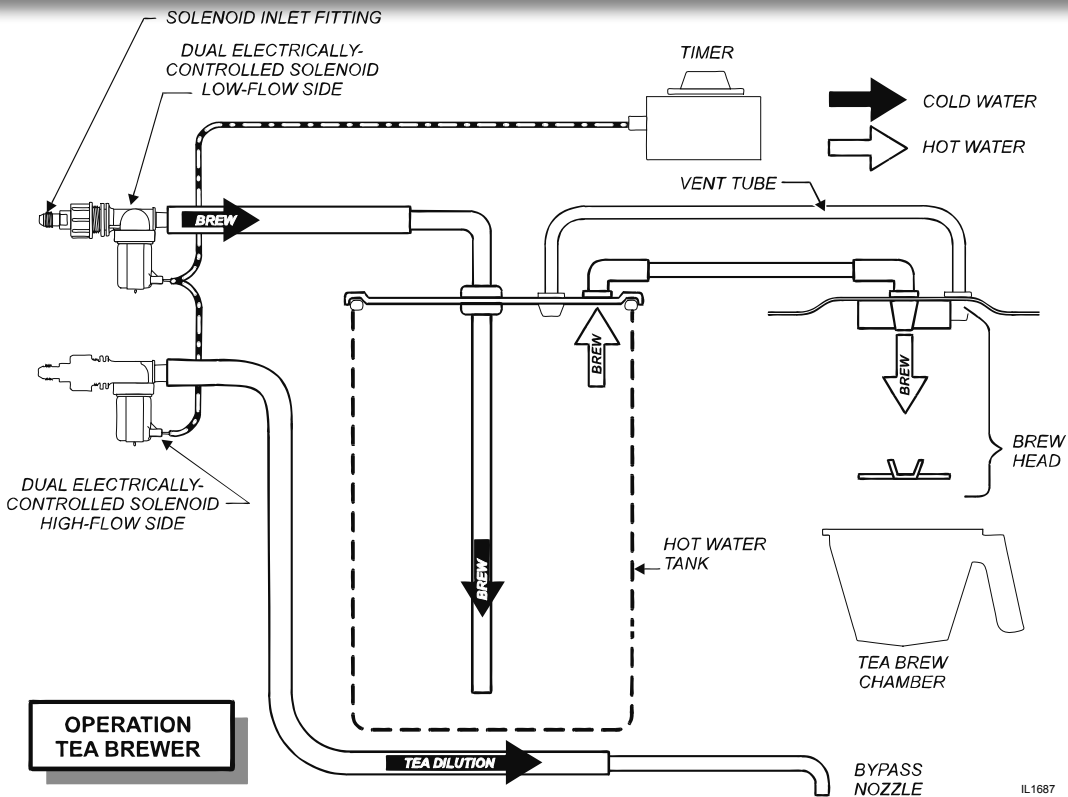 SOLENOID INLET FITTING
DUAL ELECTRICALLY-
CONTROLLED SOLENOID
LOW-FLOW SIDE
TIMER
COLD WATER
HOT WATER
VENT TUBE
BREW
BREW
BREW
BREW
HEAD
DUAL ELECTRICALLY-
CONTROLLED SOLENOID
HIGH-FLOW SIDE
HOT WATER
TANK
BREW
TEA BREW
CHAMBER
OPERATION
TEA BREWER
TEA DILUTION
BYPASS
NOZZLE
IL1687